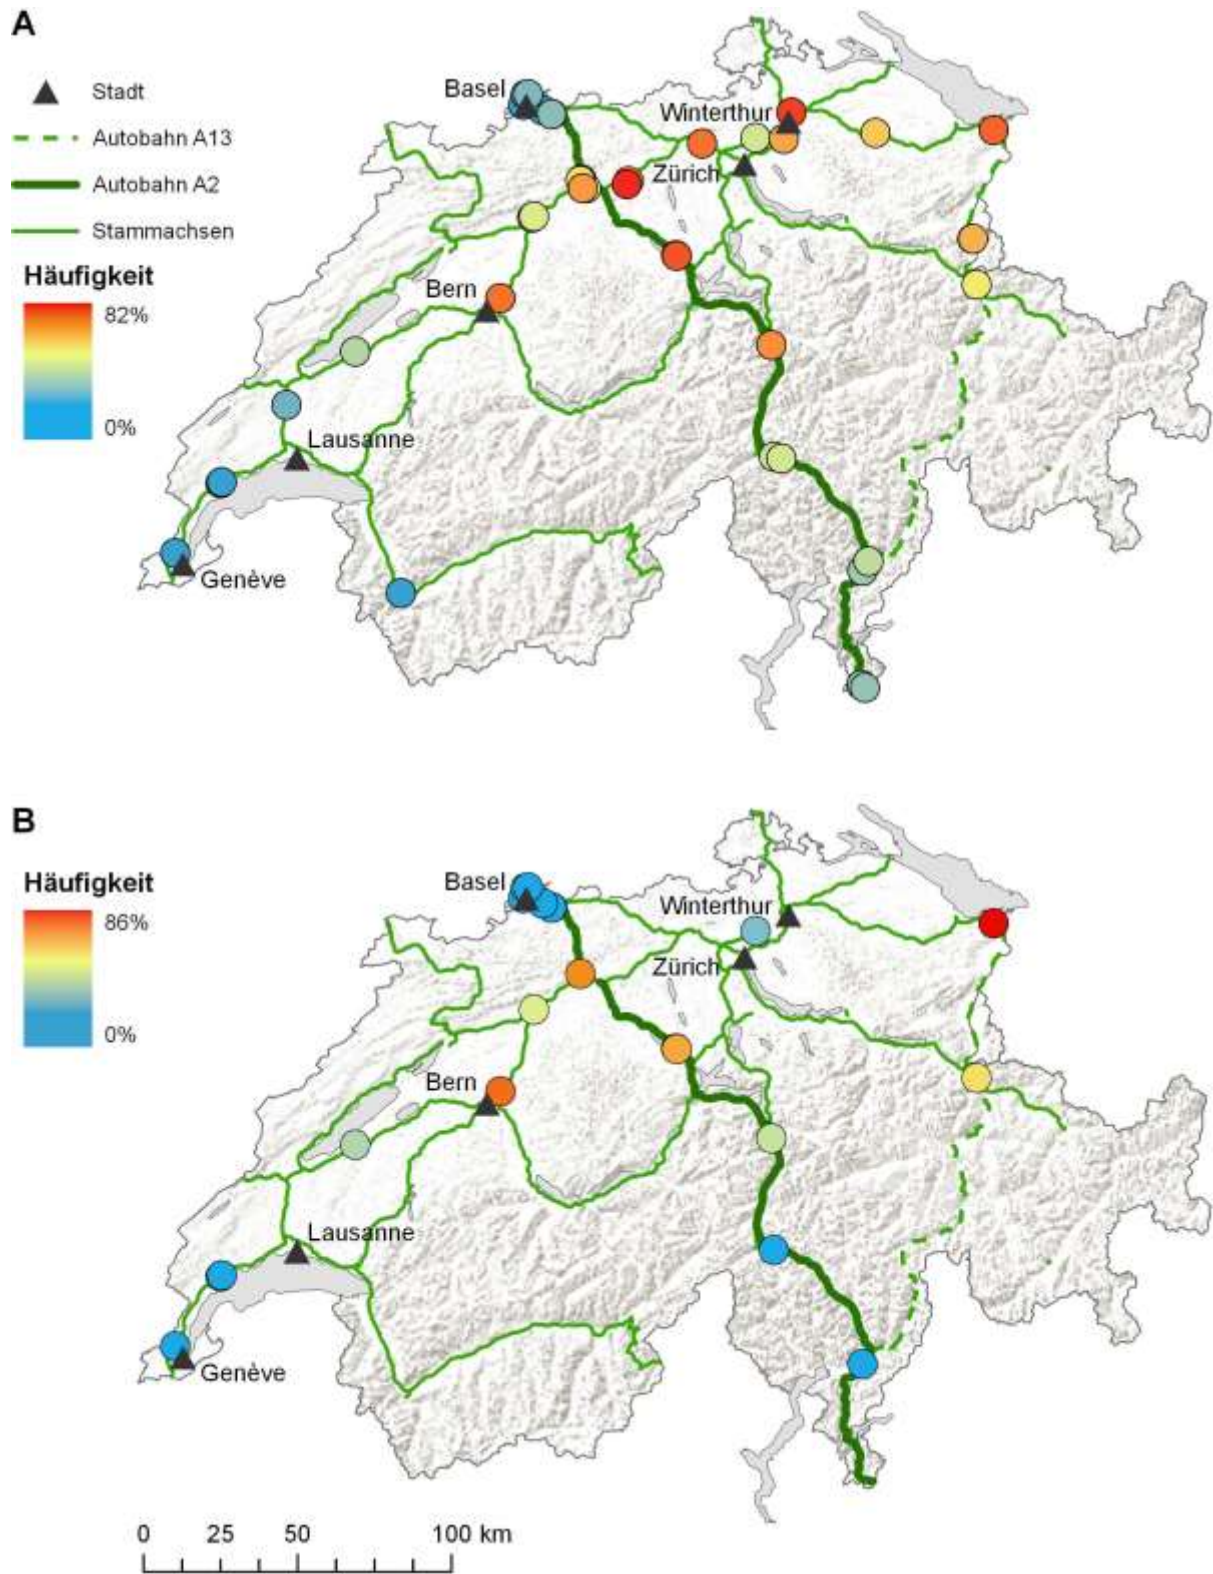 A
Stadt
Autobahn A13
Autobahn A2
Stammachsen
Häufigkeit
82%
0%
Basel
Winterthur
Zürich
Bern
Lausanne
Genève
B
Häufigkeit
86%
0%
Basel
Winterthur
Zürich
Bern
Lausanne
Genève
0 25 50 100 km